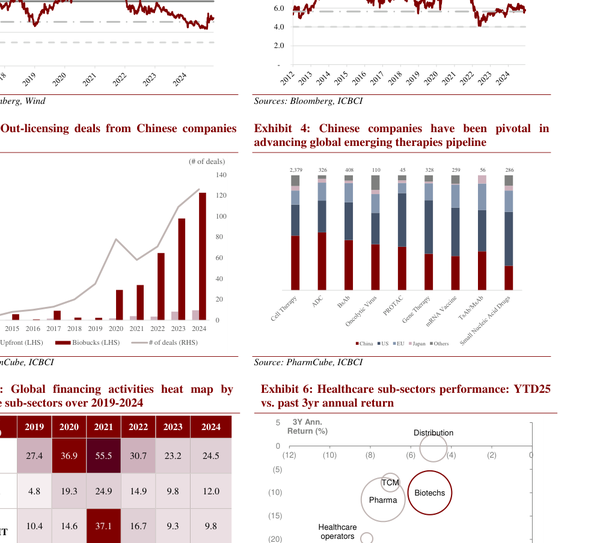 6.0
4.0
2.0
-
18 2019 2020 2021 2022 2023 2024
2012 2013 2014 2015 2016 2017 2018 2019 2020 2021 2022 2023 2024
mberg, Wind
Sources: Bloomberg, ICBCI
Out-licensing deals from Chinese companies
Exhibit 4: Chinese companies have been pivotal in
advancing global emerging therapies pipeline
(# of deals)
140
120
100
80
60
40
20
0
2015 2016 2017 2018 2019 2020 2021 2022 2023 2024
Upfront (LHS) Biobucks (LHS) # of deals (RHS)
2,379 326 408 110 45 528 259 56 286
Cell Therapy
ADC
BsAb
Oncolytic Virus
PROTAC
Gene Therapy
mRNA Vaccine
TsAb/MsAb
Small Nucleic Acid Drugs
China US EU Japan Others
mCube, ICBCI
Source: PharmCube, ICBCI
: Global financing activities heat map by
e sub-sectors over 2019-2024
2019 2020 2021 2022 2023 2024
27.4 36.9 55.5 30.7 23.2 24.5
4.8 19.3 24.9 14.9 9.8 12.0
10.4 14.6 37.1 16.7 9.3 9.8
Exhibit 6: Healthcare sub-sectors performance: YTD25
vs. past 3yr annual return
3Y Ann.
Return (%)
5
(12) (10) (8) (6) (4) (2) 0
(5)
(10)
(15)
(20)
Distribution
TCM
Pharma
Biotechs
Healthcare
operators